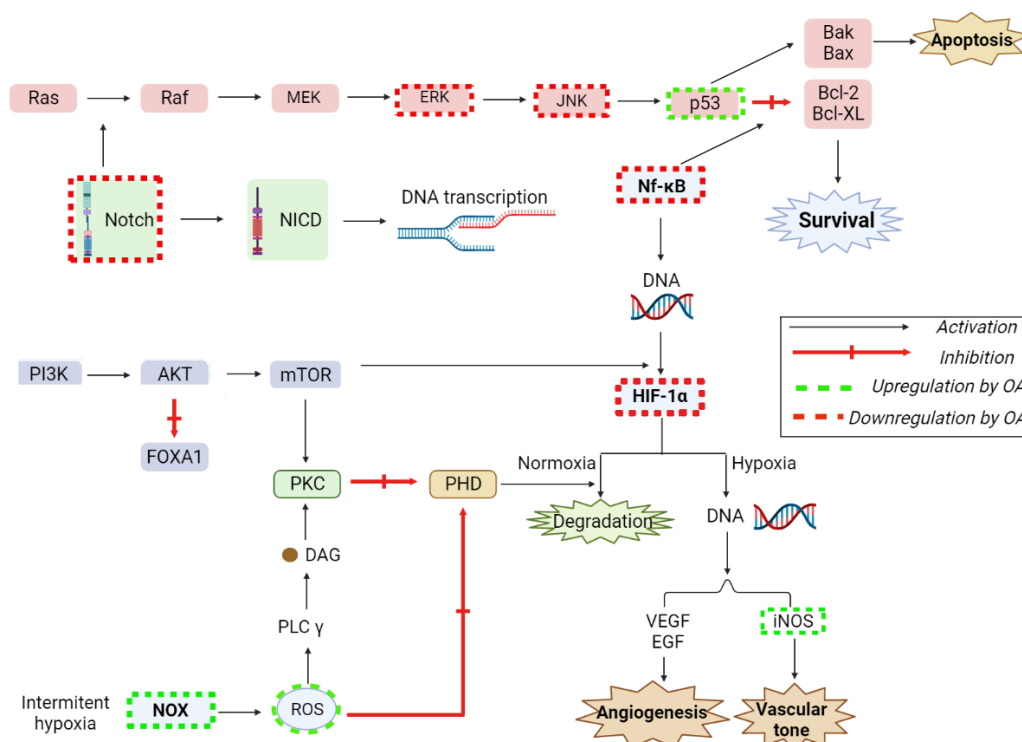 Bak
Bax
Apoptosis
Ras
Raf
MEK
ERK
JNK
p53
Bcl-2
Bcl-XL
Notch
NICD
DNA transcription
Nf-κB
Survival
DNA
Activation
Inhibition
Upregulation by OA
Downregulation by OA
PI3K
AKT
mTOR
HIF-1α
FOXA1
Normoxia
Hypoxia
PKC
PHD
Degradation
DNA
DAG
PLC γ
VEGF
EGF
iNOS
Intermitent
hypoxia
NOX
ROS
Angiogenesis
Vascular
tone